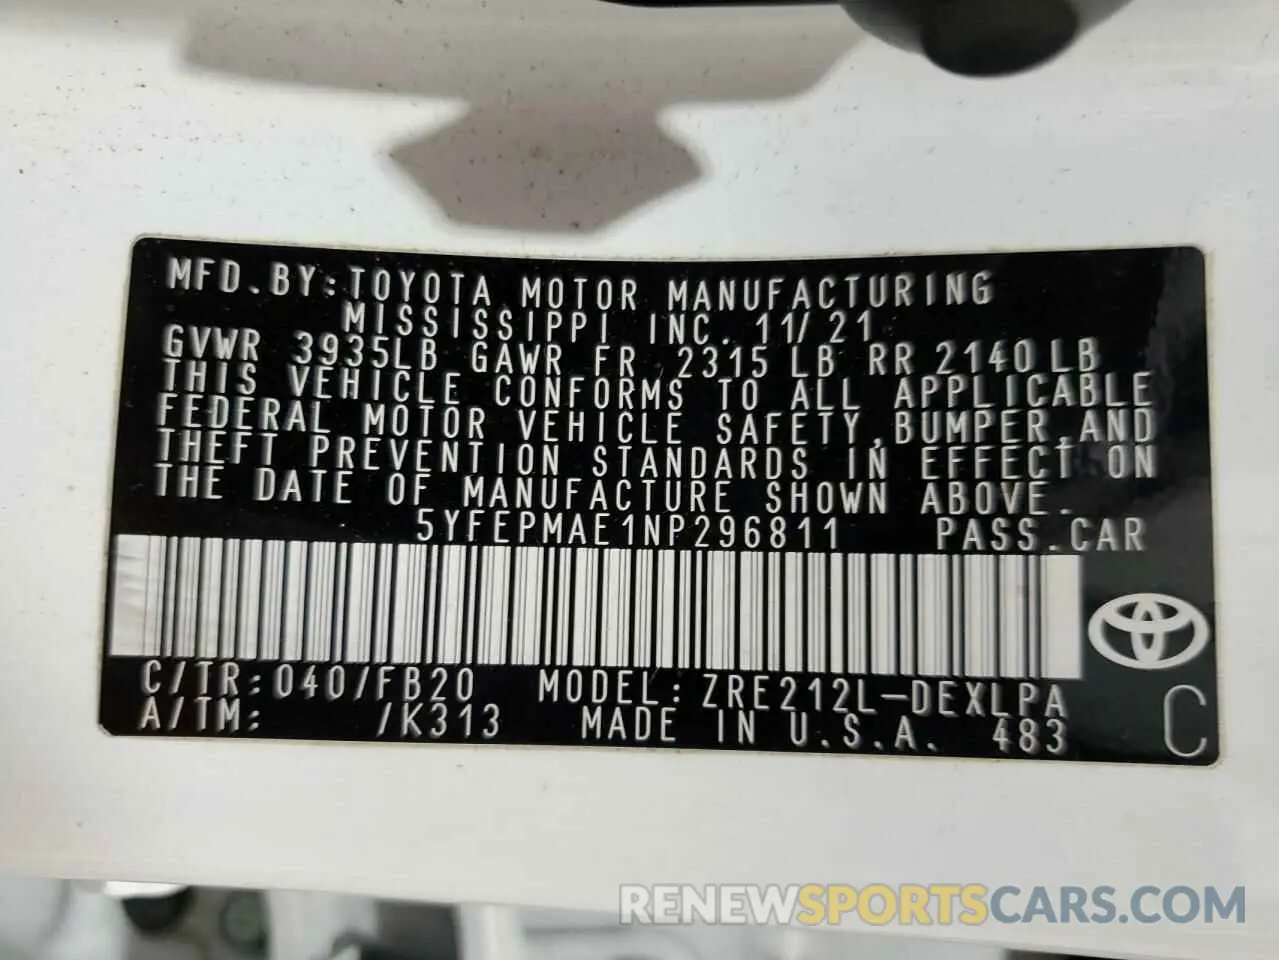 MFD.BY:TOYOTA MOTOR MANUFACTURING
MISSISSIPPI INC. 11/21
GVWR 3935LB GAWR FR 2315 LB RR 2140LB
THIS VEHICLE CONFORMS TO ALL APPLICABLE
FEDERAL MOTOR VEHICLE SAFETY,BUMPER,AND
THEFT PREVENTION STANDARDS IN EFFECT ON
THE DATE OF MANUFACTURE SHOWN ABOVE.
5YFEPMAE1NP296811 PASS.CAR
C/TR:040/FB20 MODEL:ZRE212L-DEXLPA
A/TM: /K313 MADE IN U.S.A. 483
C
RENEWSPORTSCARS.COM